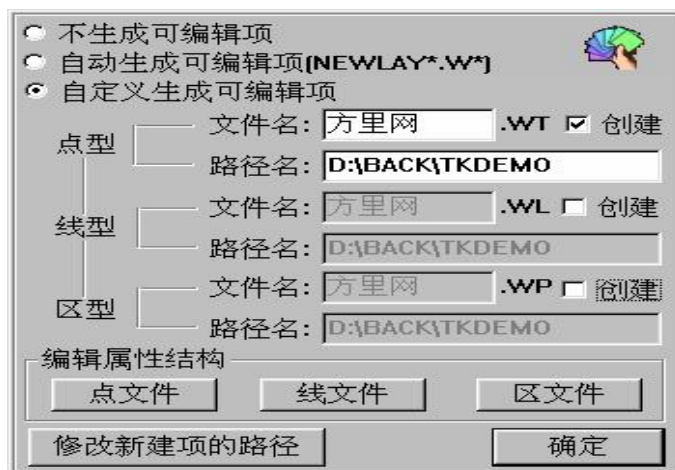 不生成可编辑项
自动生成可编辑项(NEWLAY*.W*)
自定义生成可编辑项
点型
文件名: 方里网 .WT 创建
路径名: D:\BACK\TKDEMO
线型
文件名: 方里网 .WL 创建
路径名: D:\BACK\TKDEMO
区型
文件名: 方里网 .WP 创建
路径名: D:\BACK\TKDEMO
编辑属性结构
点文件 线文件 区文件
修改新建项的路径 确定